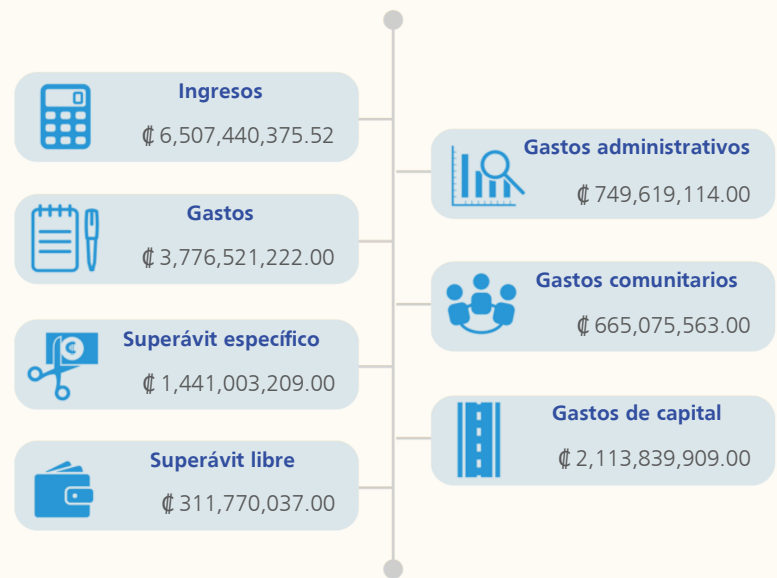 Ingresos
₡ 6,507,440,375.52
Gastos
₡ 3,776,521,222.00
Superávit específico
₡ 1,441,003,209.00
Superávit libre
₡ 311,770,037.00
Gastos administrativos
₡ 749,619,114.00
Gastos comunitarios
₡ 665,075,563.00
Gastos de capital
₡ 2,113,839,909.00